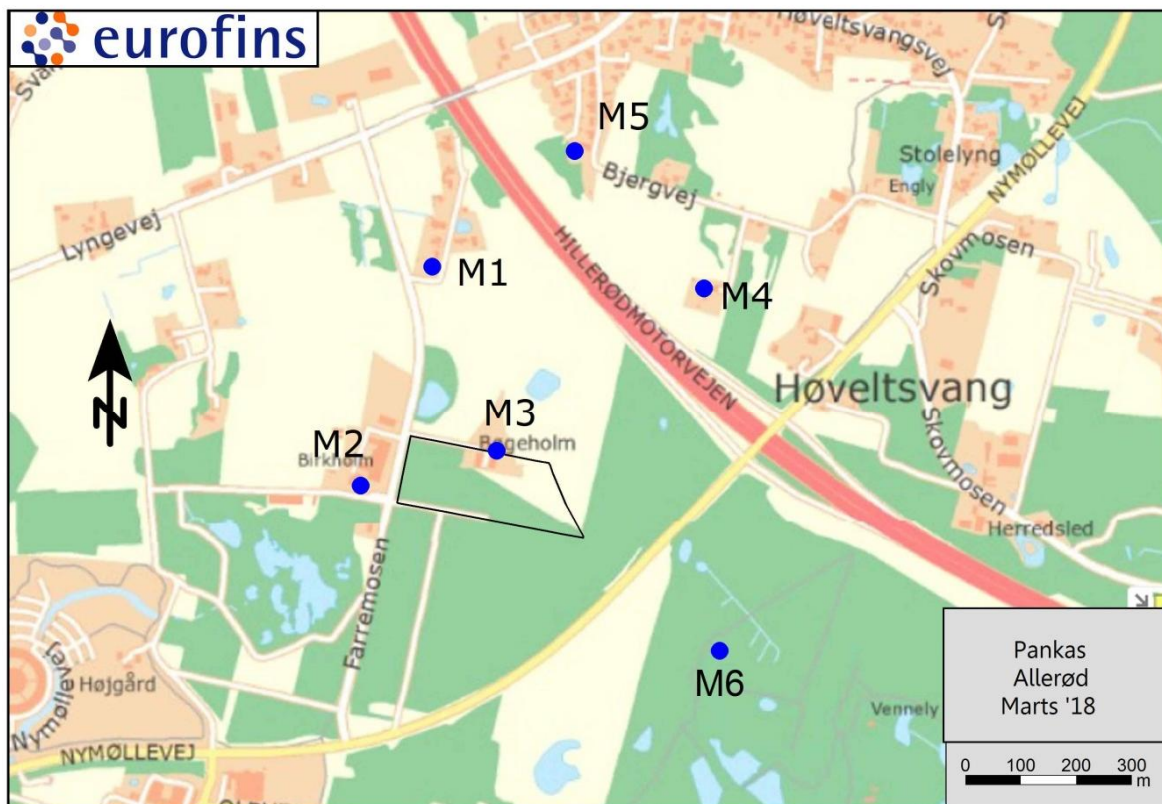 eurofins
Høveltsvangsvej
M5
NYMØLLEVEJ
Stolelyng
Engly
Bjergvej
Lyngevej
Skovmosen
HILLERØDMOTORVEJEN
M1
M4
Høveltsvang
N
M3
Bøgeholm
M2
Birkholm
Skovmosen
Herredsled
Farremosen
M6
Højgård
Nymøllevej
Vennely
NYMØLLEVEJ
Pankas
Allerød
Marts '18
0 100 200 300
m